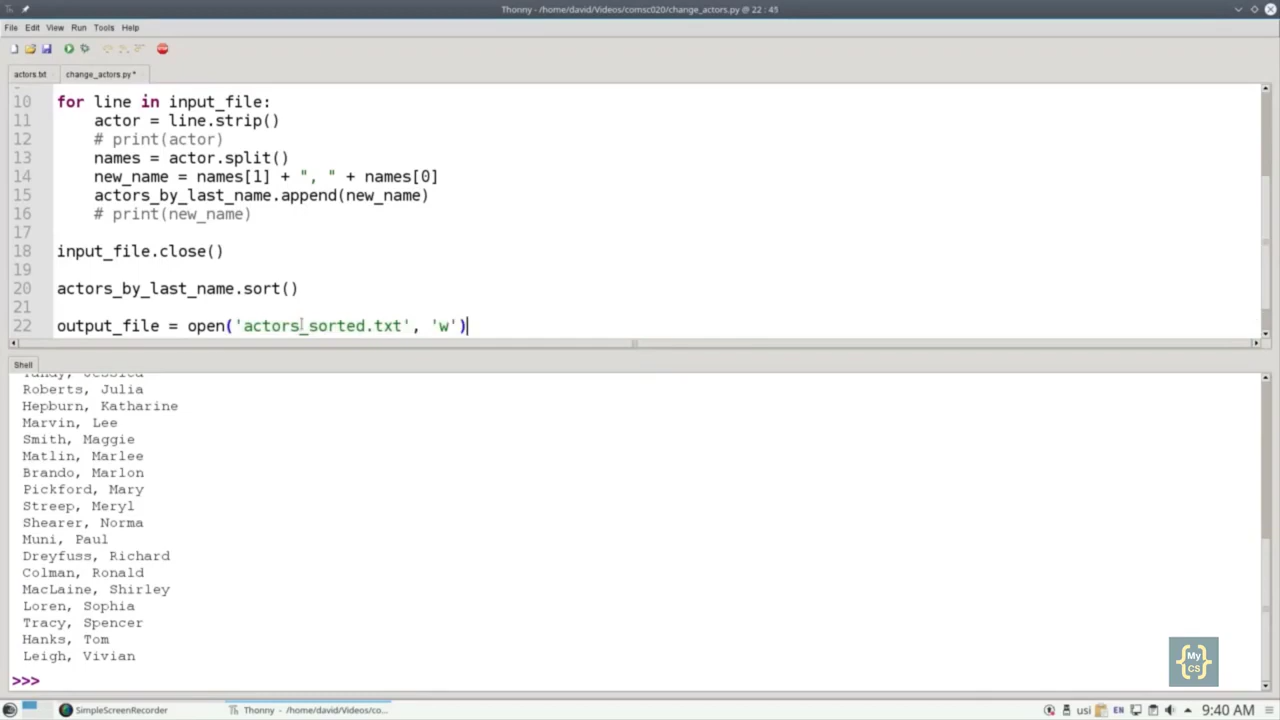 Thonny - /home/david/Videos/comsc020/change_actors.py @ 22 : 45
File Edit View Run Tools Help
actors.txt change_actors.py *
10 for line in input_file:
11     actor = line.strip()
12     # print(actor)
13     names = actor.split()
14     new_name = names[1] + ", " + names[0]
15     actors_by_last_name.append(new_name)
16     # print(new_name)
17
18 input_file.close()
19
20 actors_by_last_name.sort()
21
22 output_file = open('actors_sorted.txt', 'w')
Shell
Roberts, Julia
Hepburn, Katharine
Marvin, Lee
Smith, Maggie
Matlin, Marlee
Brando, Marlon
Pickford, Mary
Streep, Meryl
Shearer, Norma
Muni, Paul
Dreyfuss, Richard
Colman, Ronald
MacLaine, Shirley
Loren, Sophia
Tracy, Spencer
Hanks, Tom
Leigh, Vivian
>>>
My
CS
SimpleScreenRecorder Thonny - /home/david/Videos/co... usi EN 9:40 AM